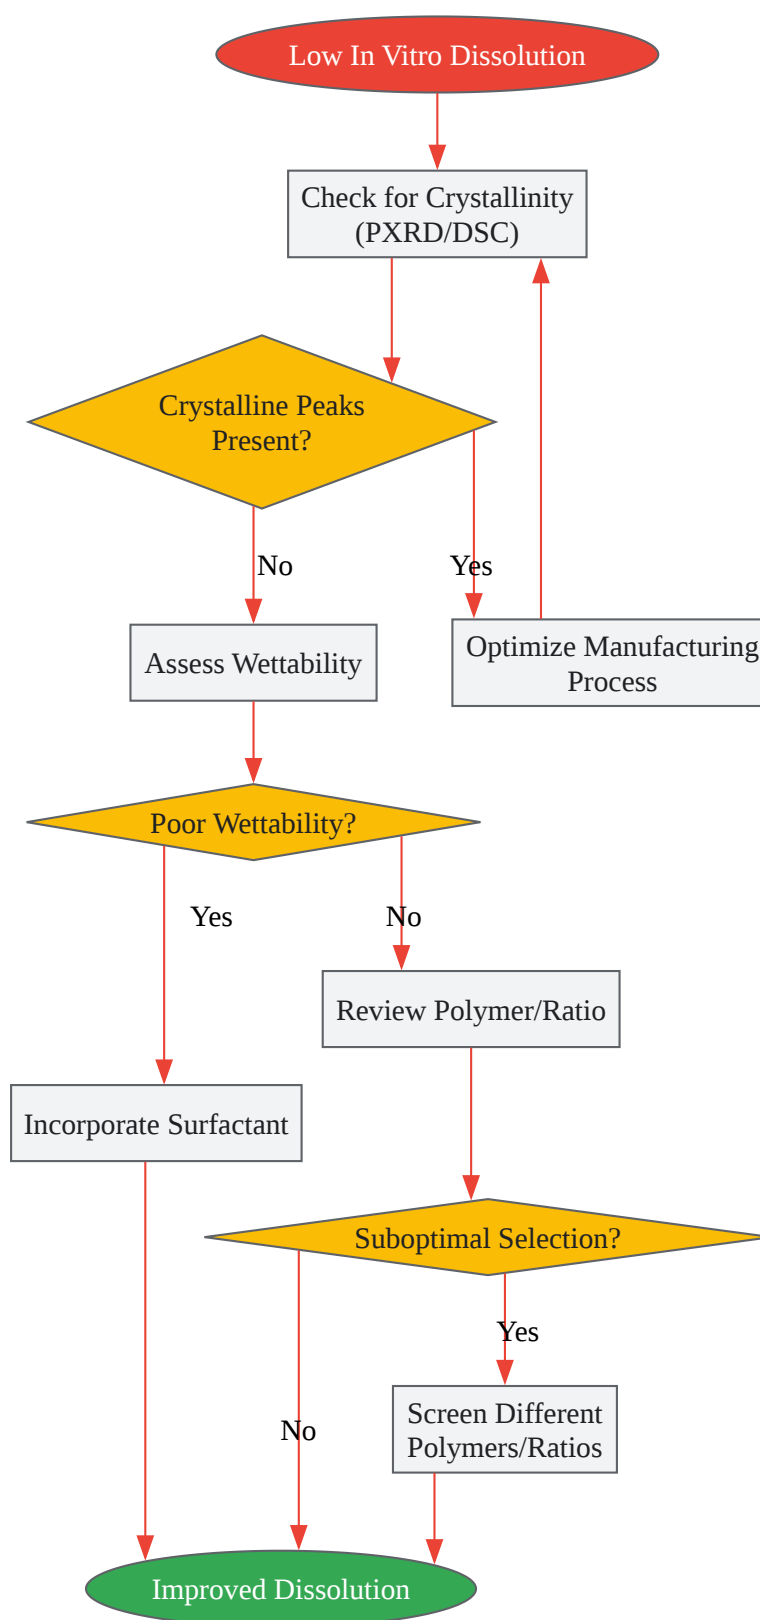 Low In Vitro Dissolution
Check for Crystallinity
(PXRD/DSC)
Crystalline Peaks
Present?
No
Yes
Assess Wettability
Optimize Manufacturing
Process
Poor Wettability?
Yes
No
Review Polymer/Ratio
Incorporate Surfactant
Suboptimal Selection?
Yes
Screen Different
Polymers/Ratios
No
Improved Dissolution